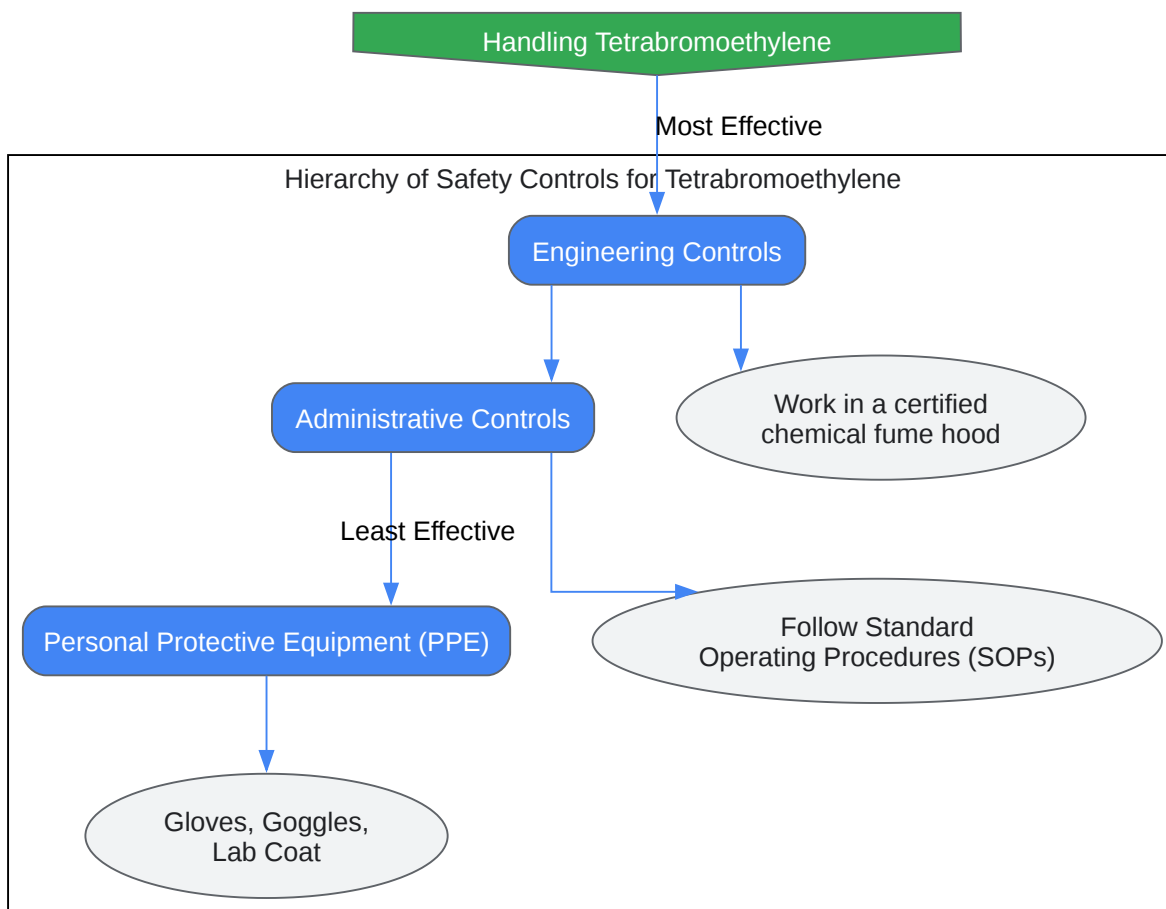 Handling Tetrabromoethylene
Most Effective
Hierarchy of Safety Controls for Tetrabromoethylene
Engineering Controls
Administrative Controls
Work in a certified
chemical fume hood
Least Effective
Personal Protective Equipment (PPE)
Follow Standard
Operating Procedures (SOPs)
Gloves, Goggles,
Lab Coat